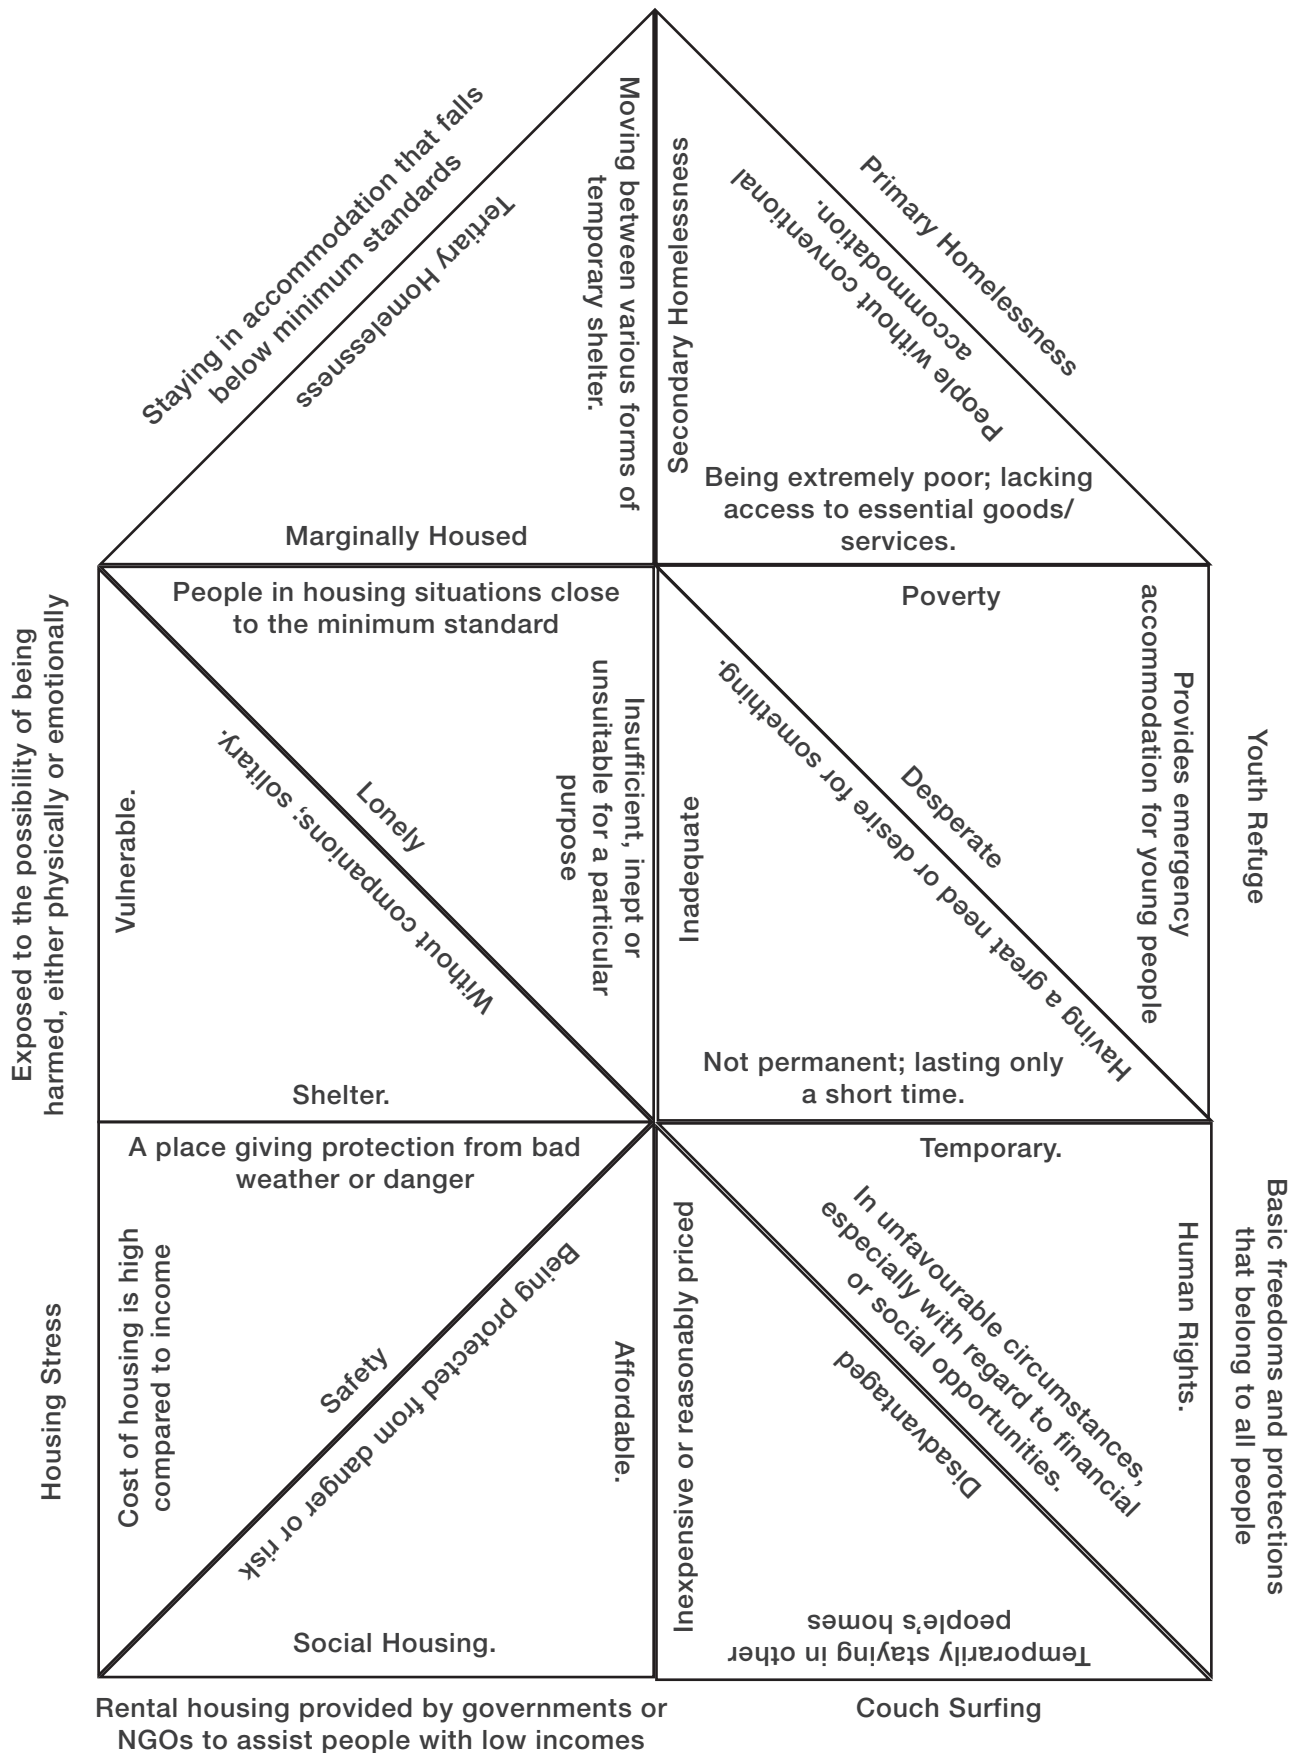 Staying in accommodation that falls
below minimum standards
Tertiary Homelessness
Moving between various forms of
temporary shelter.
Secondary Homelessness
People without conventional
accommodation.
Primary Homelessness
Being extremely poor; lacking
access to essential goods/
services.
Marginally Housed
People in housing situations close
to the minimum standard
Poverty
Exposed to the possibility of being
harmed, either physically or emotionally
Vulnerable.
Lonely
Without companions; solitary.
Insufficient, inept or
unsuitable for a particular
purpose
Inadequate
Desperate
Having a great need or desire for something.
Provides emergency
accommodation for young people
Youth Refuge
Not permanent; lasting only
a short time.
Shelter.
A place giving protection from bad
weather or danger
Temporary.
Housing Stress
Cost of housing is high
compared to income
Safety
Being protected from danger or risk
Affordable.
Inexpensive or reasonably priced
In unfavourable circumstances,
especially with regard to financial
or social opportunities.
Disadvantaged
Human Rights.
Basic freedoms and protections
that belong to all people
Social Housing.
Temporarily staying in other
people's homes
Rental housing provided by governments or
NGOs to assist people with low incomes
Couch Surfing